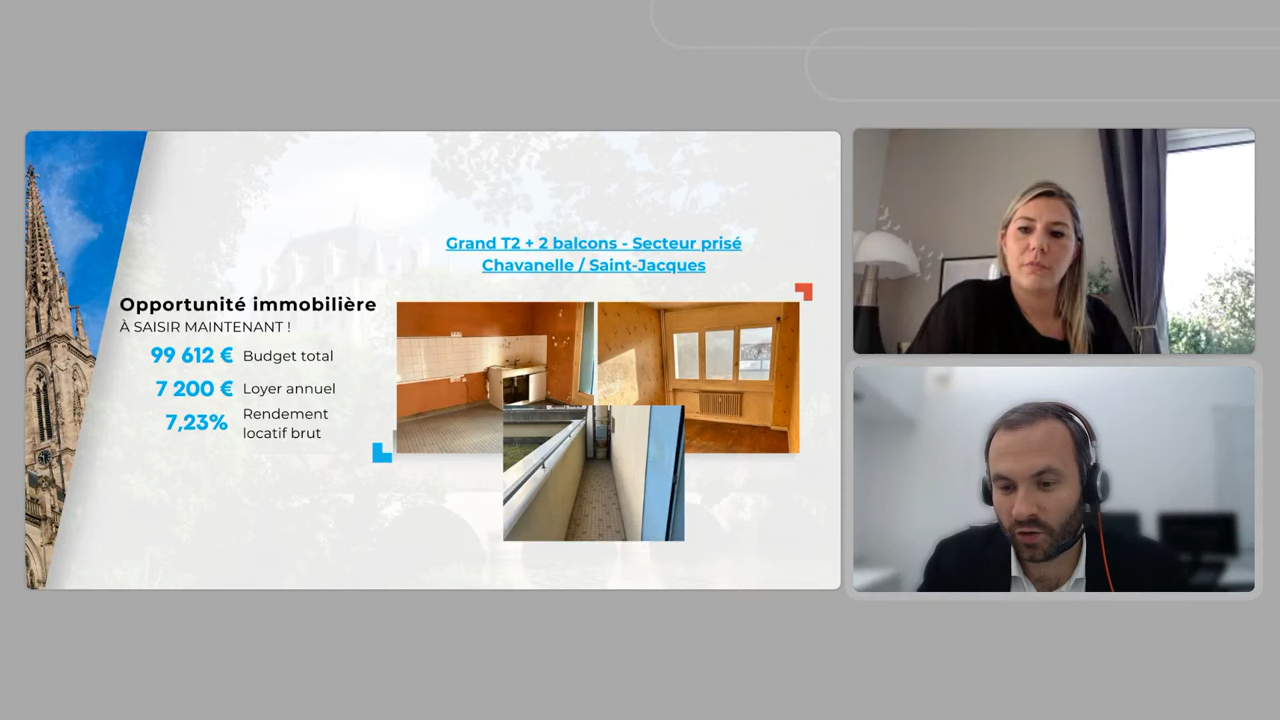 Grand T2 + 2 balcons - Secteur prisé
Chavanelle / Saint-Jacques
Opportunité immobilière
À SAISIR MAINTENANT !
99 612 € Budget total
7 200 € Loyer annuel
7,23% Rendement
locatif brut